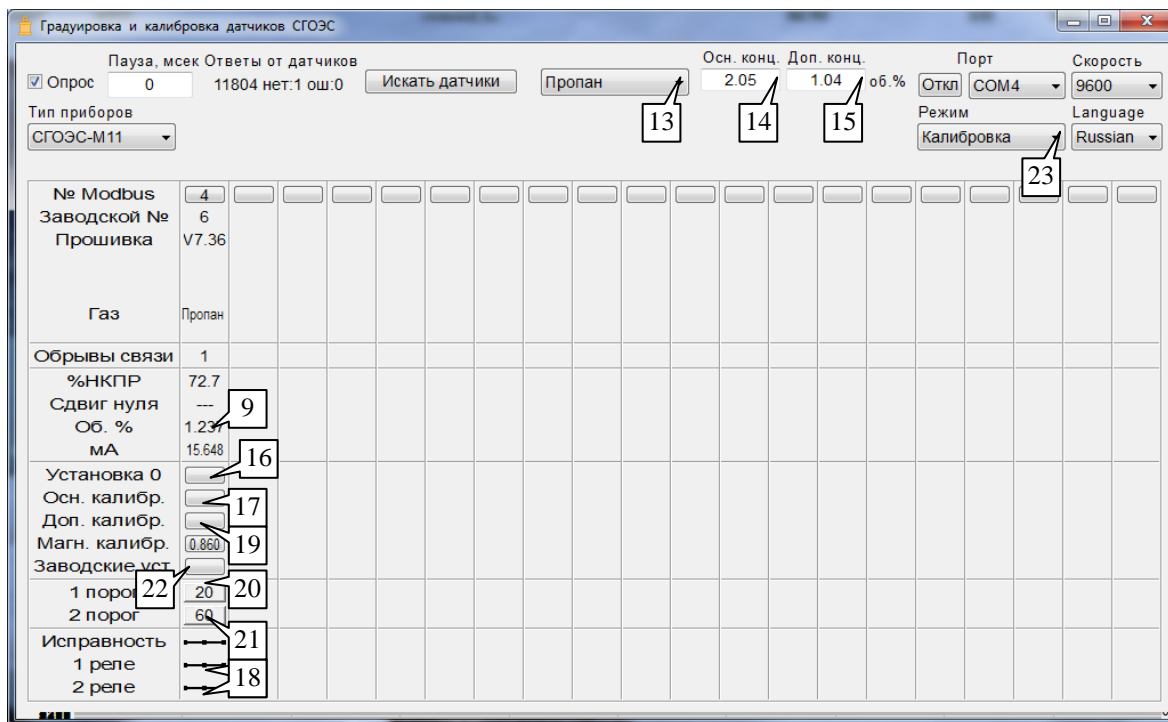 Градуировка и калибровка датчиков СГОЭС
Пауза, мсек Ответы от датчиков
Осн. конц. Доп. конц.
Порт
Скорость
Опрос
0
11804 нет:1 ош:0
Искать датчики
Пропан
2.05
1.04
об.%
Откл
COM4
9600
13
14
15
Тип приборов
Режим
Language
СГОЭС-М11
Калибровка
Russian
23
№ Modbus
4
Заводской №
6
Прошивка
V7.36
Газ
Пропан
Обрывы связи
1
%НКПР
72.7
Сдвиг нуля
---
9
Об. %
1.237
мА
15.648
16
Установка 0
Осн. калибр.
17
Доп. калибр.
Магн. калибр.
0.860
19
Заводские уст
22
1 порог
20
20
2 порог
60
21
Исправность
1 реле
18
2 реле